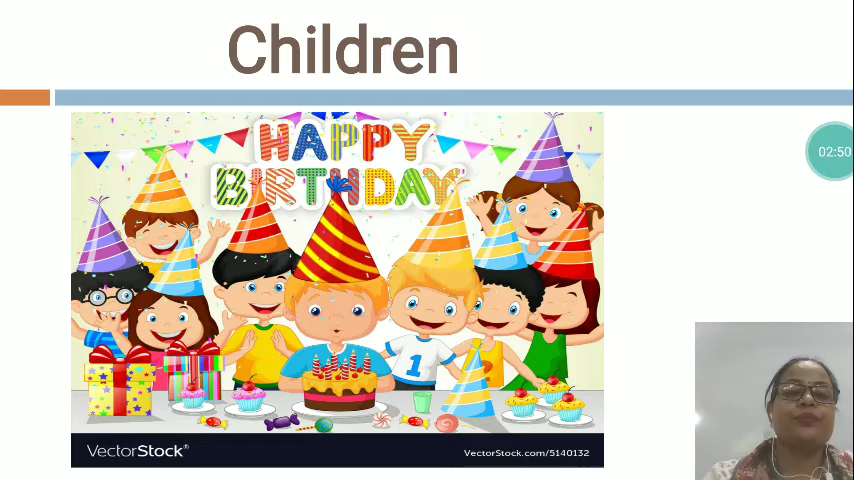 Children
HAPPY
BIRTHDAY
02:50
1
VectorStock®
VectorStock.com/5140132